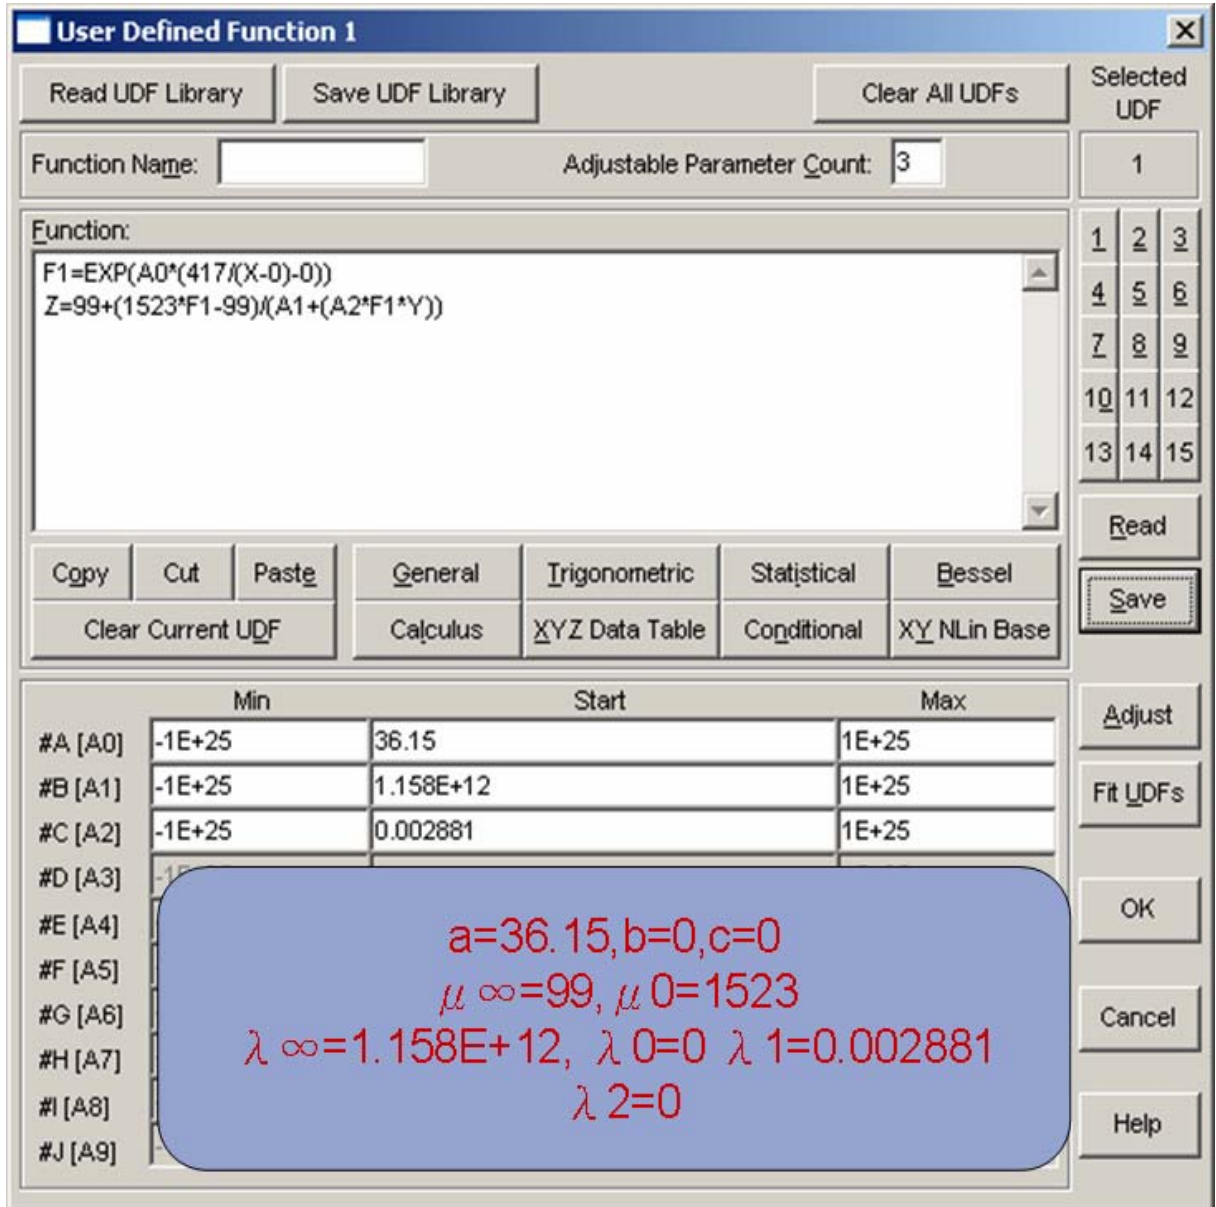 User Defined Function 1
Read UDF Library
Save UDF Library
Clear All UDFs
Selected
UDF
Function Name:
Adjustable Parameter Count:
3
1
Function:
F1=EXP(A0*(417/(X-0)-0))
Z=99+(1523*F1-99)/(A1+(A2*F1*Y))
1 2 3
4 5 6
7 8 9
10 11 12
13 14 15
Read
Save
Copy Cut Paste General Trigonometric Statistical Bessel
Clear Current UDF Calculus XYZ Data Table Conditional XY NLin Base
Min Start Max
#A [A0] -1E+25 36.15 1E+25
#B [A1] -1E+25 1.158E+12 1E+25
#C [A2] -1E+25 0.002881 1E+25
#D [A3]
#E [A4]
#F [A5]
#G [A6]
#H [A7]
#I [A8]
#J [A9]
a=36.15,b=0,c=0
μ∞=99, μ0=1523
λ∞=1.158E+12, λ0=0 λ1=0.002881
λ2=0
Adjust
Fit UDFs
OK
Cancel
Help